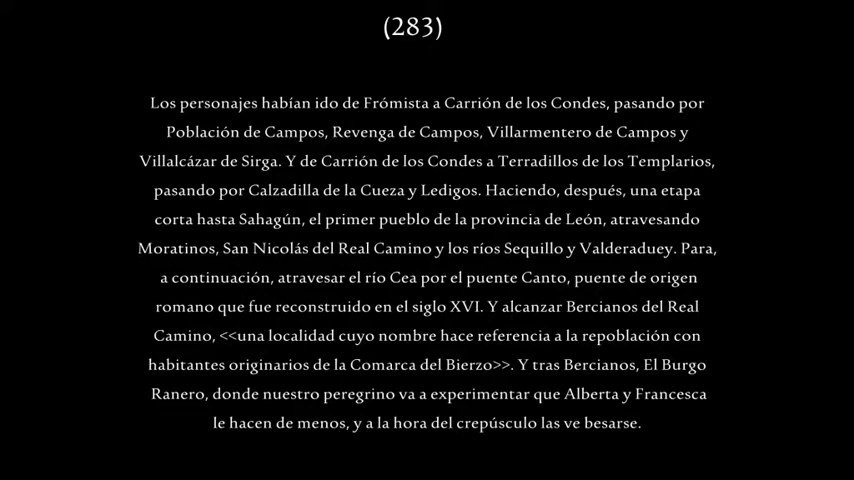 (283)
Los personajes habían ido de Frómista a Carrión de los Condes, pasando por
Población de Campos, Revenga de Campos, Villarmentero de Campos y
Villalcázar de Sirga. Y de Carrión de los Condes a Terradillos de los Templarios,
pasando por Calzadilla de la Cueza y Ledigos. Haciendo, después, una etapa
corta hasta Sahagún, el primer pueblo de la provincia de León, atravesando
Moratinos, San Nicolás del Real Camino y los ríos Sequillo y Valderaduey. Para,
a continuación, atravesar el río Cea por el puente Canto, puente de origen
romano que fue reconstruido en el siglo XVI. Y alcanzar Bercianos del Real
Camino, <<una localidad cuyo nombre hace referencia a la repoblación con
habitantes originarios de la Comarca del Bierzo>>. Y tras Bercianos, El Burgo
Ranero, donde nuestro peregrino va a experimentar que Alberta y Francesca
le hacen de menos, y a la hora del crepúsculo las ve besarse.